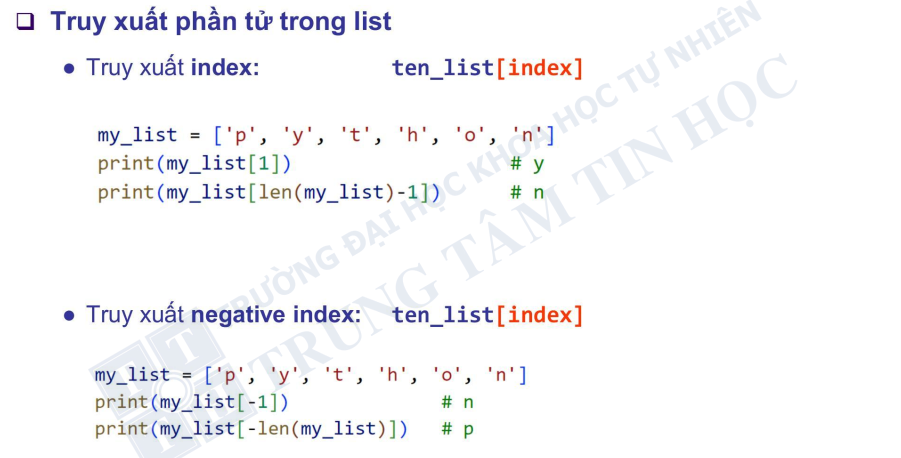 ❑ Truy xuất phần tử trong list
● Truy xuất index: ten_list[index]
my_list = ['p', 'y', 't', 'h', 'o', 'n']
print(my_list[1]) # y
print(my_list[len(my_list)-1]) # n
● Truy xuất negative index: ten_list[index]
my_list = ['p', 'y', 't', 'h', 'o', 'n']
print(my_list[-1]) # n
print(my_list[-len(my_list)]) # p
TRƯỜNG ĐẠI HỌC KHOA HỌC TỰ NHIÊN
TRUNG TÂM TIN HỌC